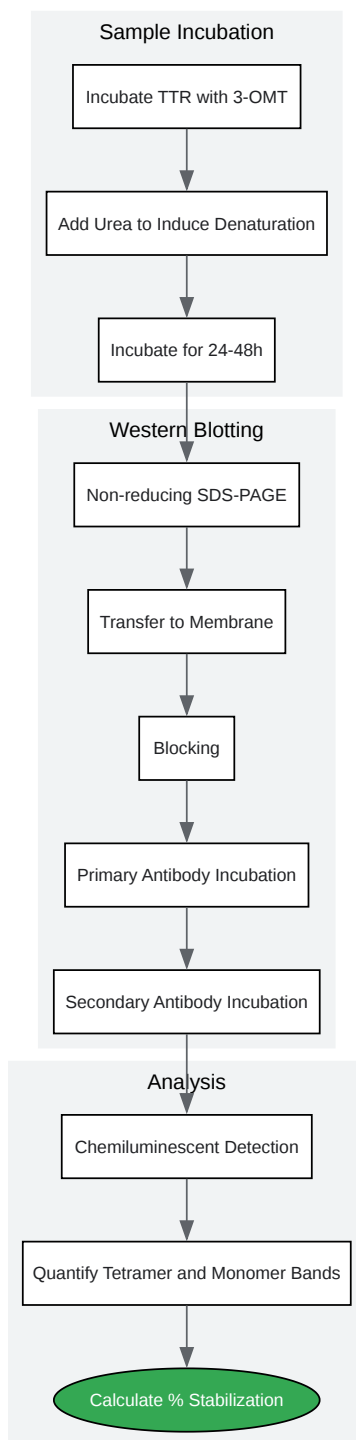 Sample Incubation
Incubate TTR with 3-OMT
Add Urea to Induce Denaturation
Incubate for 24-48h
Western Blotting
Non-reducing SDS-PAGE
Transfer to Membrane
Blocking
Primary Antibody Incubation
Secondary Antibody Incubation
Analysis
Chemiluminescent Detection
Quantify Tetramer and Monomer Bands
Calculate % Stabilization